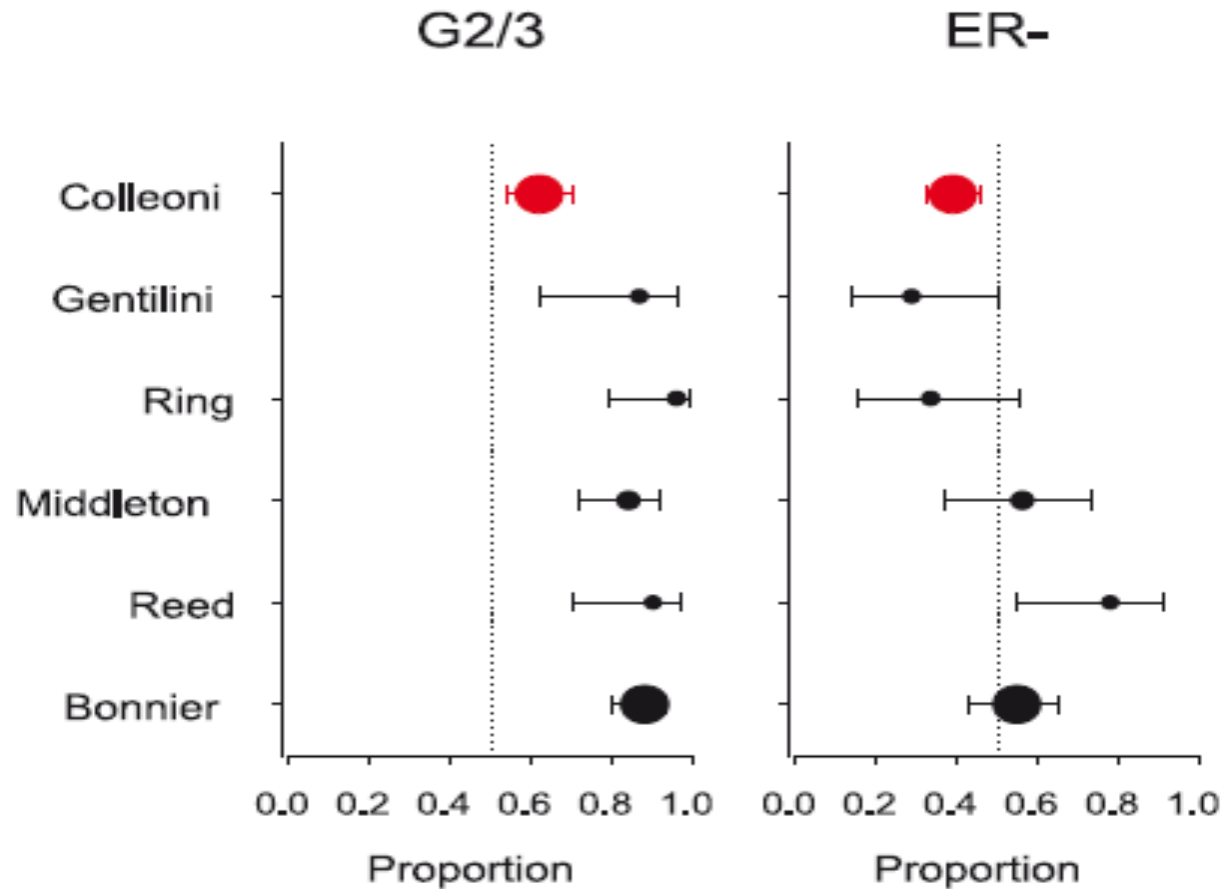 G2/3 ER-
Colleoni
Gentilini
Ring
Middleton
Reed
Bonnier
0.0 0.2 0.4 0.6 0.8 1.0 0.0 0.2 0.4 0.6 0.8 1.0
Proportion Proportion